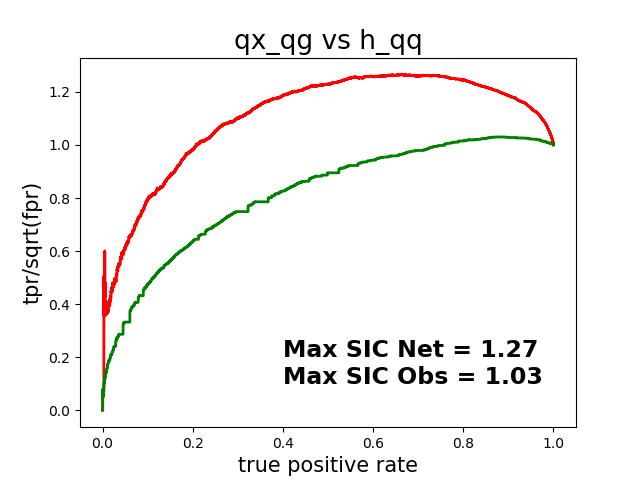 qx_qg vs h_qq
tpr/sqrt(fpr)
1.2
1.0
0.8
0.6
0.4
0.2
0.0
Max SIC Net = 1.27
Max SIC Obs = 1.03
0.0 0.2 0.4 0.6 0.8 1.0
true positive rate